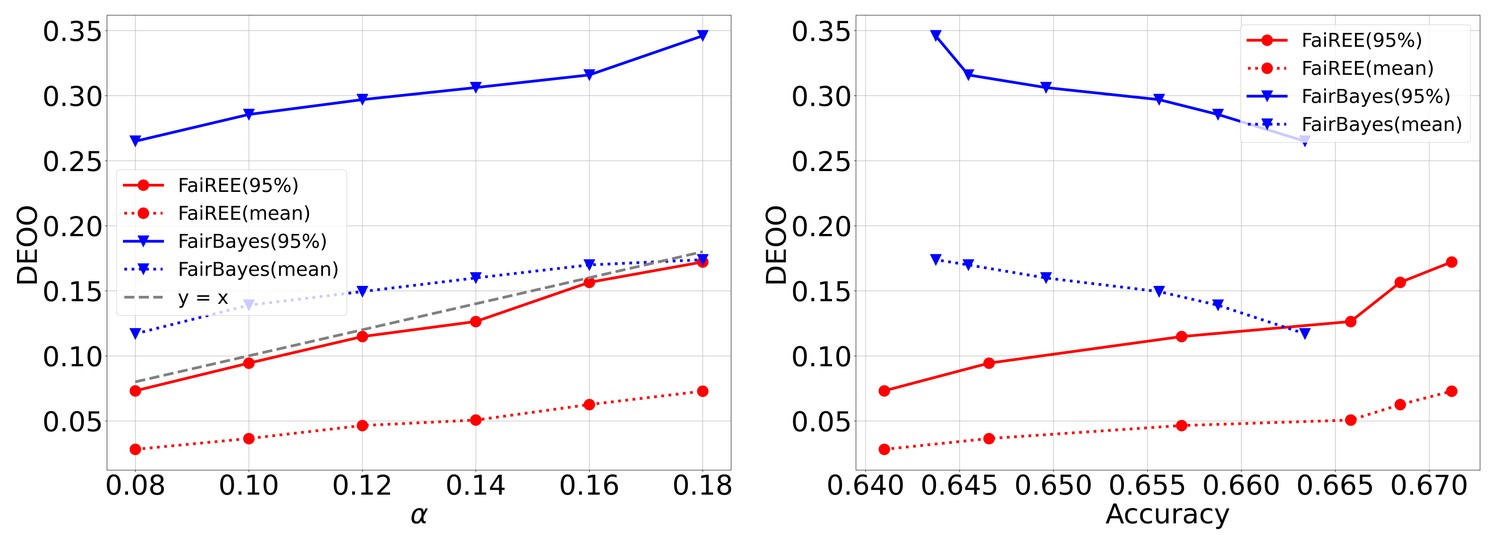 0.35
0.30
0.25
0.20
0.15
0.10
0.05
DEOO
FaiREE(95%)
FaiREE(mean)
FairBayes(95%)
FairBayes(mean)
y = x
0.08 0.10 0.12 0.14 0.16 0.18
α
0.35
0.30
0.25
0.20
0.15
0.10
0.05
DEOO
FaiREE(95%)
FaiREE(mean)
FairBayes(95%)
FairBayes(mean)
0.640 0.645 0.650 0.655 0.660 0.665 0.670
Accuracy